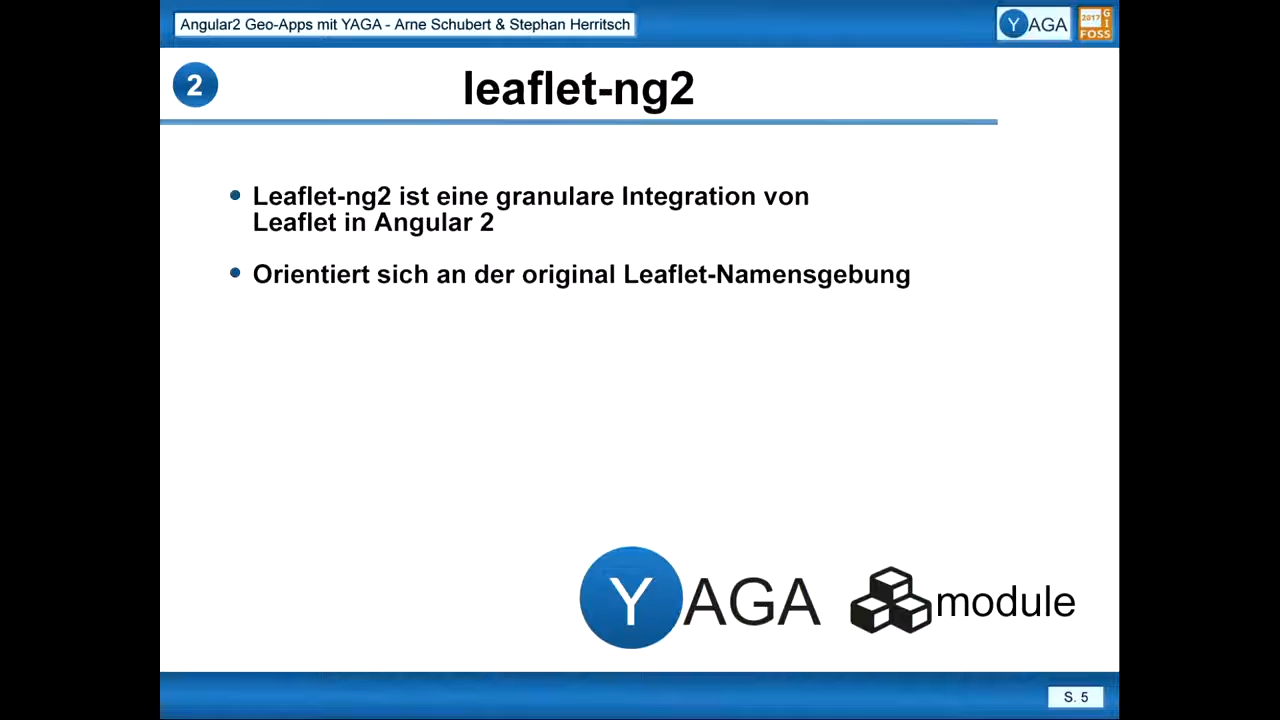 Angular2 Geo-Apps mit YAGA - Arne Schubert & Stephan Herritsch
YAGA
2017
GI
FOSS
2
leaflet-ng2
Leaflet-ng2 ist eine granulare Integration von
Leaflet in Angular 2
Orientiert sich an der original Leaflet-Namensgebung
YAGA module
S. 5